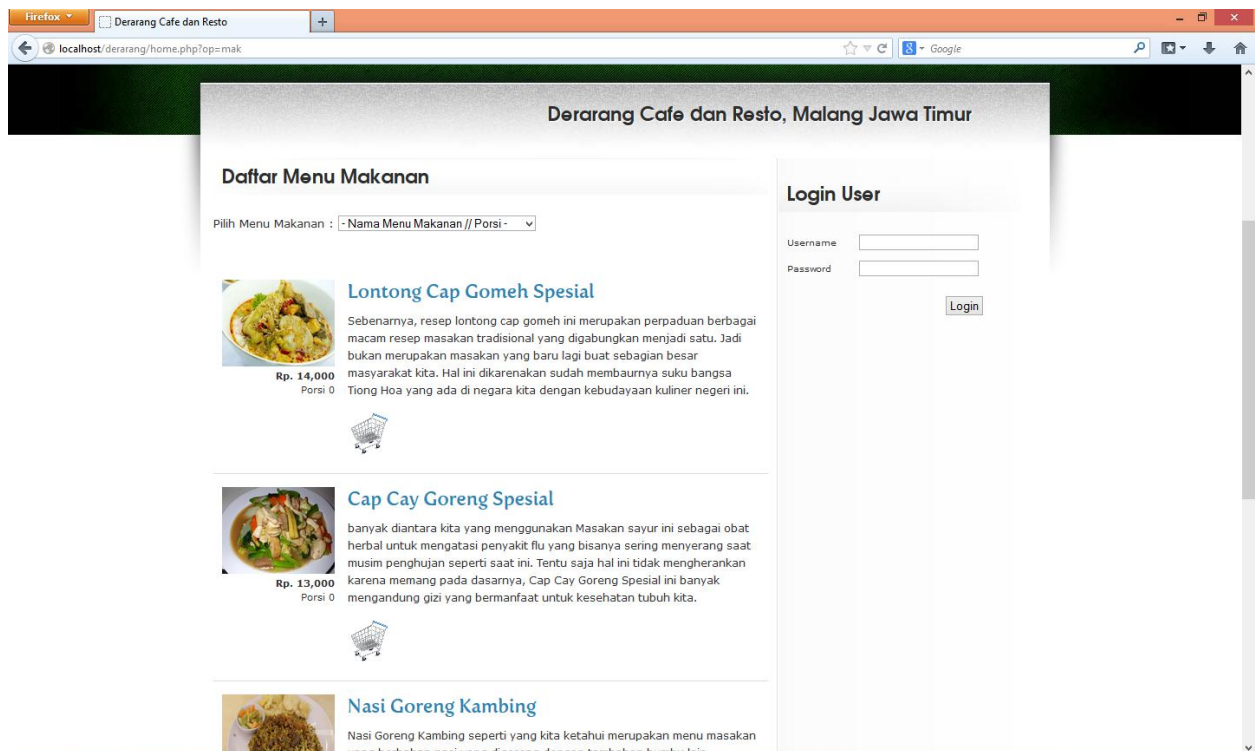 Firefox
Derarang Cafe dan Resto
localhost/derarang/home.php?op=mak
Google
Derarang Cafe dan Resto, Malang Jawa Timur
Daftar Menu Makanan
Pilih Menu Makanan : - Nama Menu Makanan // Porsi -
Lontong Cap Gomeh Spesial
Sebenarnya, resep lontong cap gomeh ini merupakan perpaduan berbagai
macam resep masakan tradisional yang digabungkan menjadi satu. Jadi
bukan merupakan masakan yang baru lagi buat sebagian besar
masyarakat kita. Hal ini dikarenakan sudah membaurnya suku bangsa
Tiong Hoa yang ada di negara kita dengan kebudayaan kuliner negeri ini.
Rp. 14,000
Porsi 0
Cap Cay Goreng Spesial
banyak diantara kita yang menggunakan Masakan sayur ini sebagai obat
herbal untuk mengatasi penyakit flu yang bisanya sering menyerang saat
musim penghujan seperti saat ini. Tentu saja hal ini tidak mengherankan
karena memang pada dasarnya, Cap Cay Goreng Spesial ini banyak
mengandung gizi yang bermanfaat untuk kesehatan tubuh kita.
Rp. 13,000
Porsi 0
Nasi Goreng Kambing
Nasi Goreng Kambing seperti yang kita ketahui merupakan menu masakan
Login User
Username
Password
Login